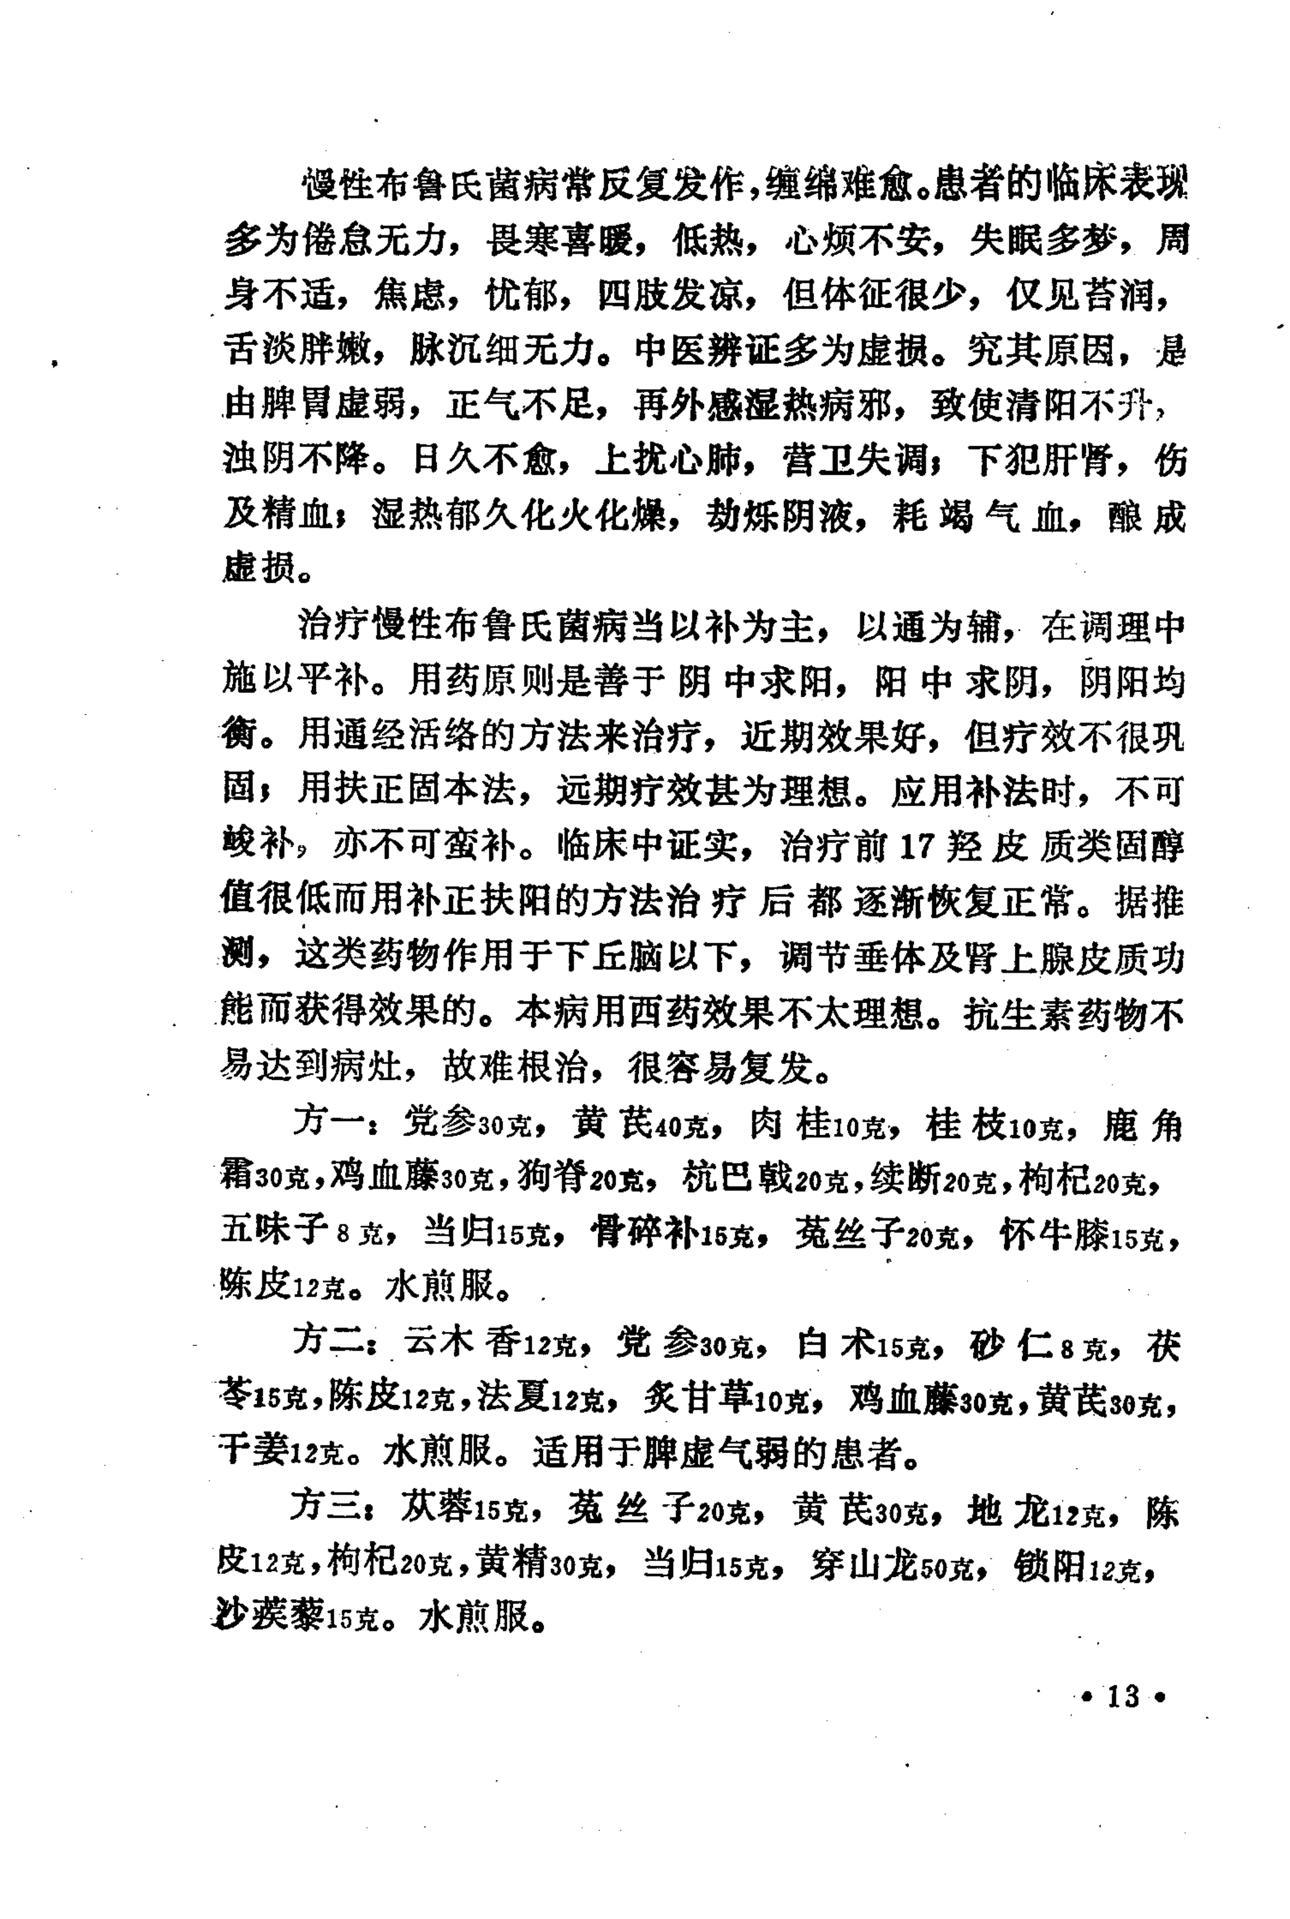 慢性布鲁氏菌病常反复发作，缠绵难愈。患者的临床表现
多为倦怠无力，畏寒喜暖，低热，心烦不安，失眠多梦，周
身不适，焦虑，忧郁，四肢发凉，但体征很少，仅见苔润，
舌淡胖嫩，脉沉细无力。中医辨证多为虚损。究其原因，是
由脾胃虚弱，正气不足，再外感湿热病邪，致使清阳不升，
浊阴不降。日久不愈，上扰心肺，营卫失调；下犯肝肾，伤
及精血；湿热郁久化火化燥，劫烁阴液，耗竭气血，酿成
虚损。
治疗慢性布鲁氏菌病当以补为主，以通为辅，在调理中
施以平补。用药原则是善于阴中求阳，阳中求阴，阴阳均
衡。用通经活络的方法来治疗，近期效果好，但疗效不很巩
固；用扶正固本法，远期疗效甚为理想。应用补法时，不可
峻补，亦不可蛮补。临床中证实，治疗前17羟皮质类固醇
值很低而用补正扶阳的方法治疗后都逐渐恢复正常。据推
测，这类药物作用于下丘脑以下，调节垂体及肾上腺皮质功
能而获得效果的。本病用西药效果不太理想。抗生素药物不
易达到病灶，故难根治，很容易复发。
方一：党参30克，黄芪40克，肉桂10克，桂枝10克，鹿角
霜30克，鸡血藤30克，狗脊20克，杭巴戟20克，续断20克，枸杞20克，
五味子8克，当归15克，骨碎补15克，菟丝子20克，怀牛膝15克，
陈皮12克。水煎服。
方二：云木香12克，党参30克，白术15克，砂仁8克，茯
苓15克，陈皮12克，法夏12克，炙甘草10克，鸡血藤30克，黄芪30克，
干姜12克。水煎服。适用于脾虚气弱的患者。
方三：苁蓉15克，菟丝子20克，黄芪30克，地龙12克，陈
皮12克，枸杞20克，黄精30克，当归15克，穿山龙50克，锁阳12克，
沙蒺藜15克。水煎服。
•13•